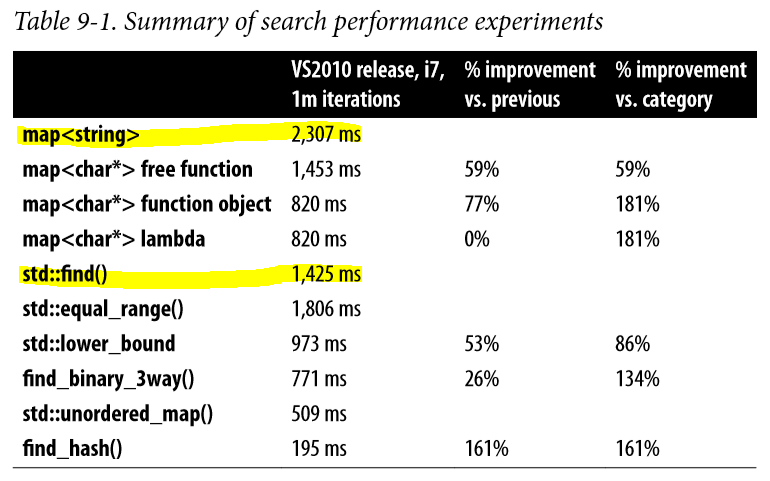 Table 9-1. Summary of search performance experiments
VS2010 release, i7, % improvement % improvement
1m iterations vs. previous vs. category
map<string> 2,307 ms
map<char*> free function 1,453 ms 59% 59%
map<char*> function object 820 ms 77% 181%
map<char*> lambda 820 ms 0% 181%
std::find() 1,425 ms
std::equal_range() 1,806 ms
std::lower_bound 973 ms 53% 86%
find_binary_3way() 771 ms 26% 134%
std::unordered_map() 509 ms
find_hash() 195 ms 161% 161%